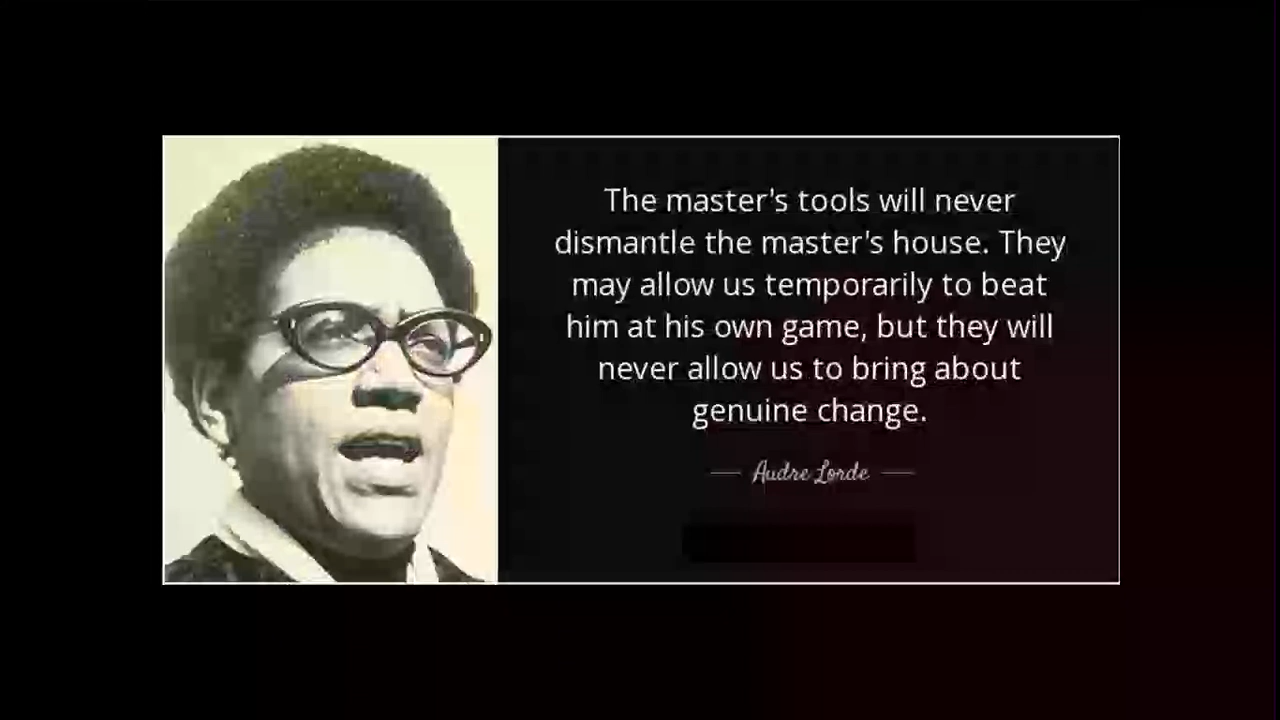 The master's tools will never
dismantle the master's house. They
may allow us temporarily to beat
him at his own game, but they will
never allow us to bring about
genuine change.
Audre Lorde